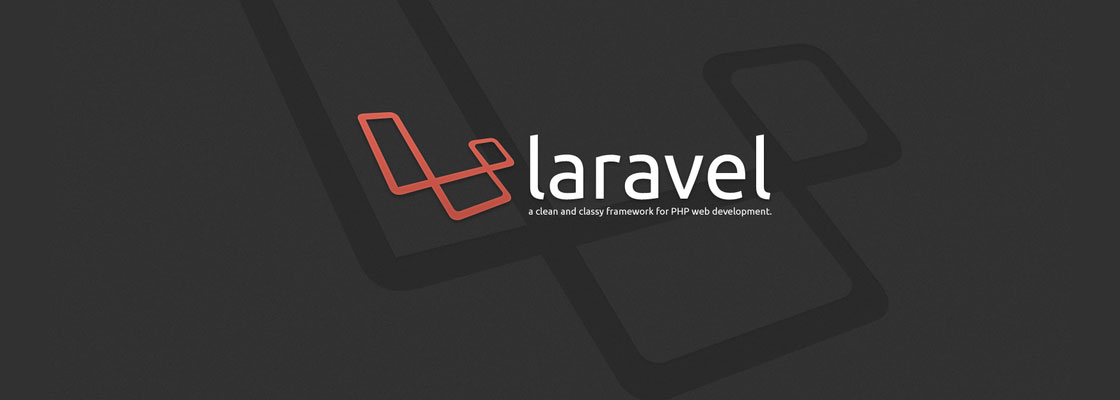 laravel
a clean and classy framework for PHP web development.